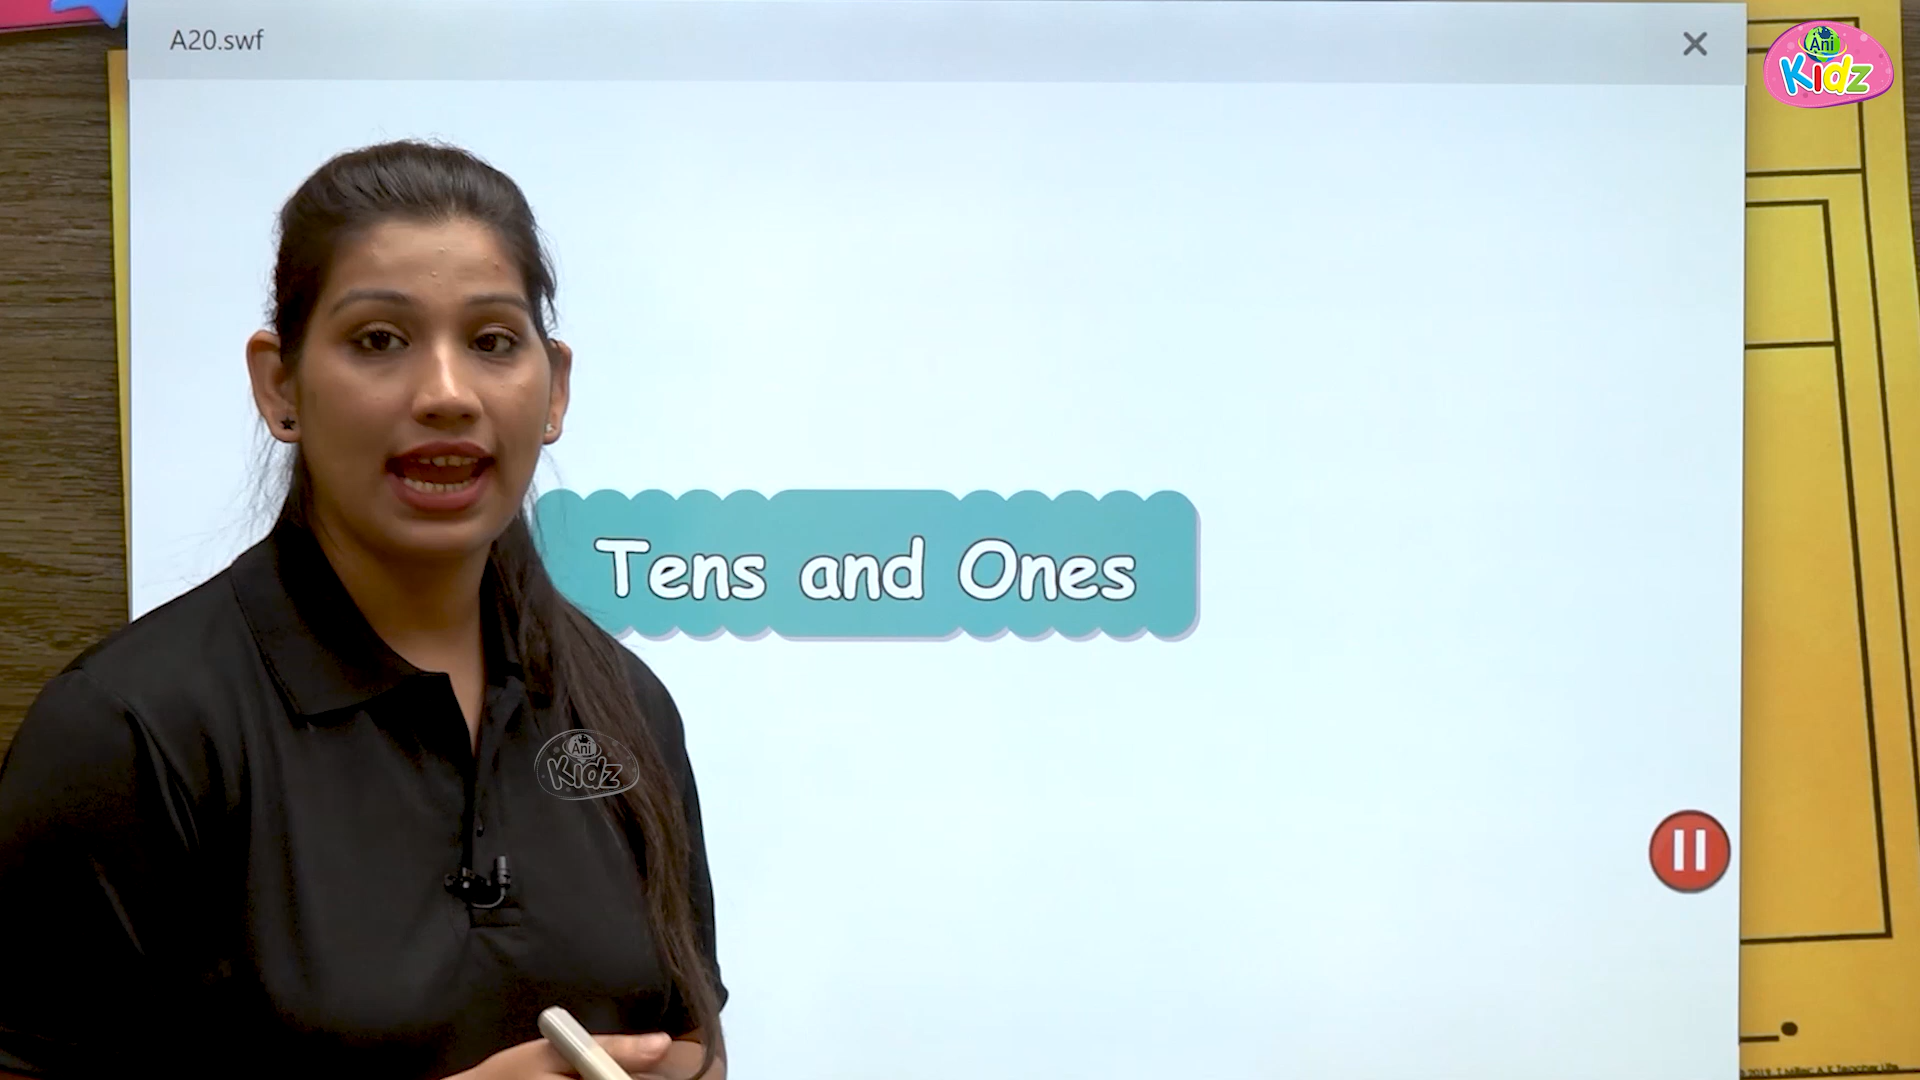 A20.swf
Ani
Kidz
Tens and Ones
Ani
Kidz